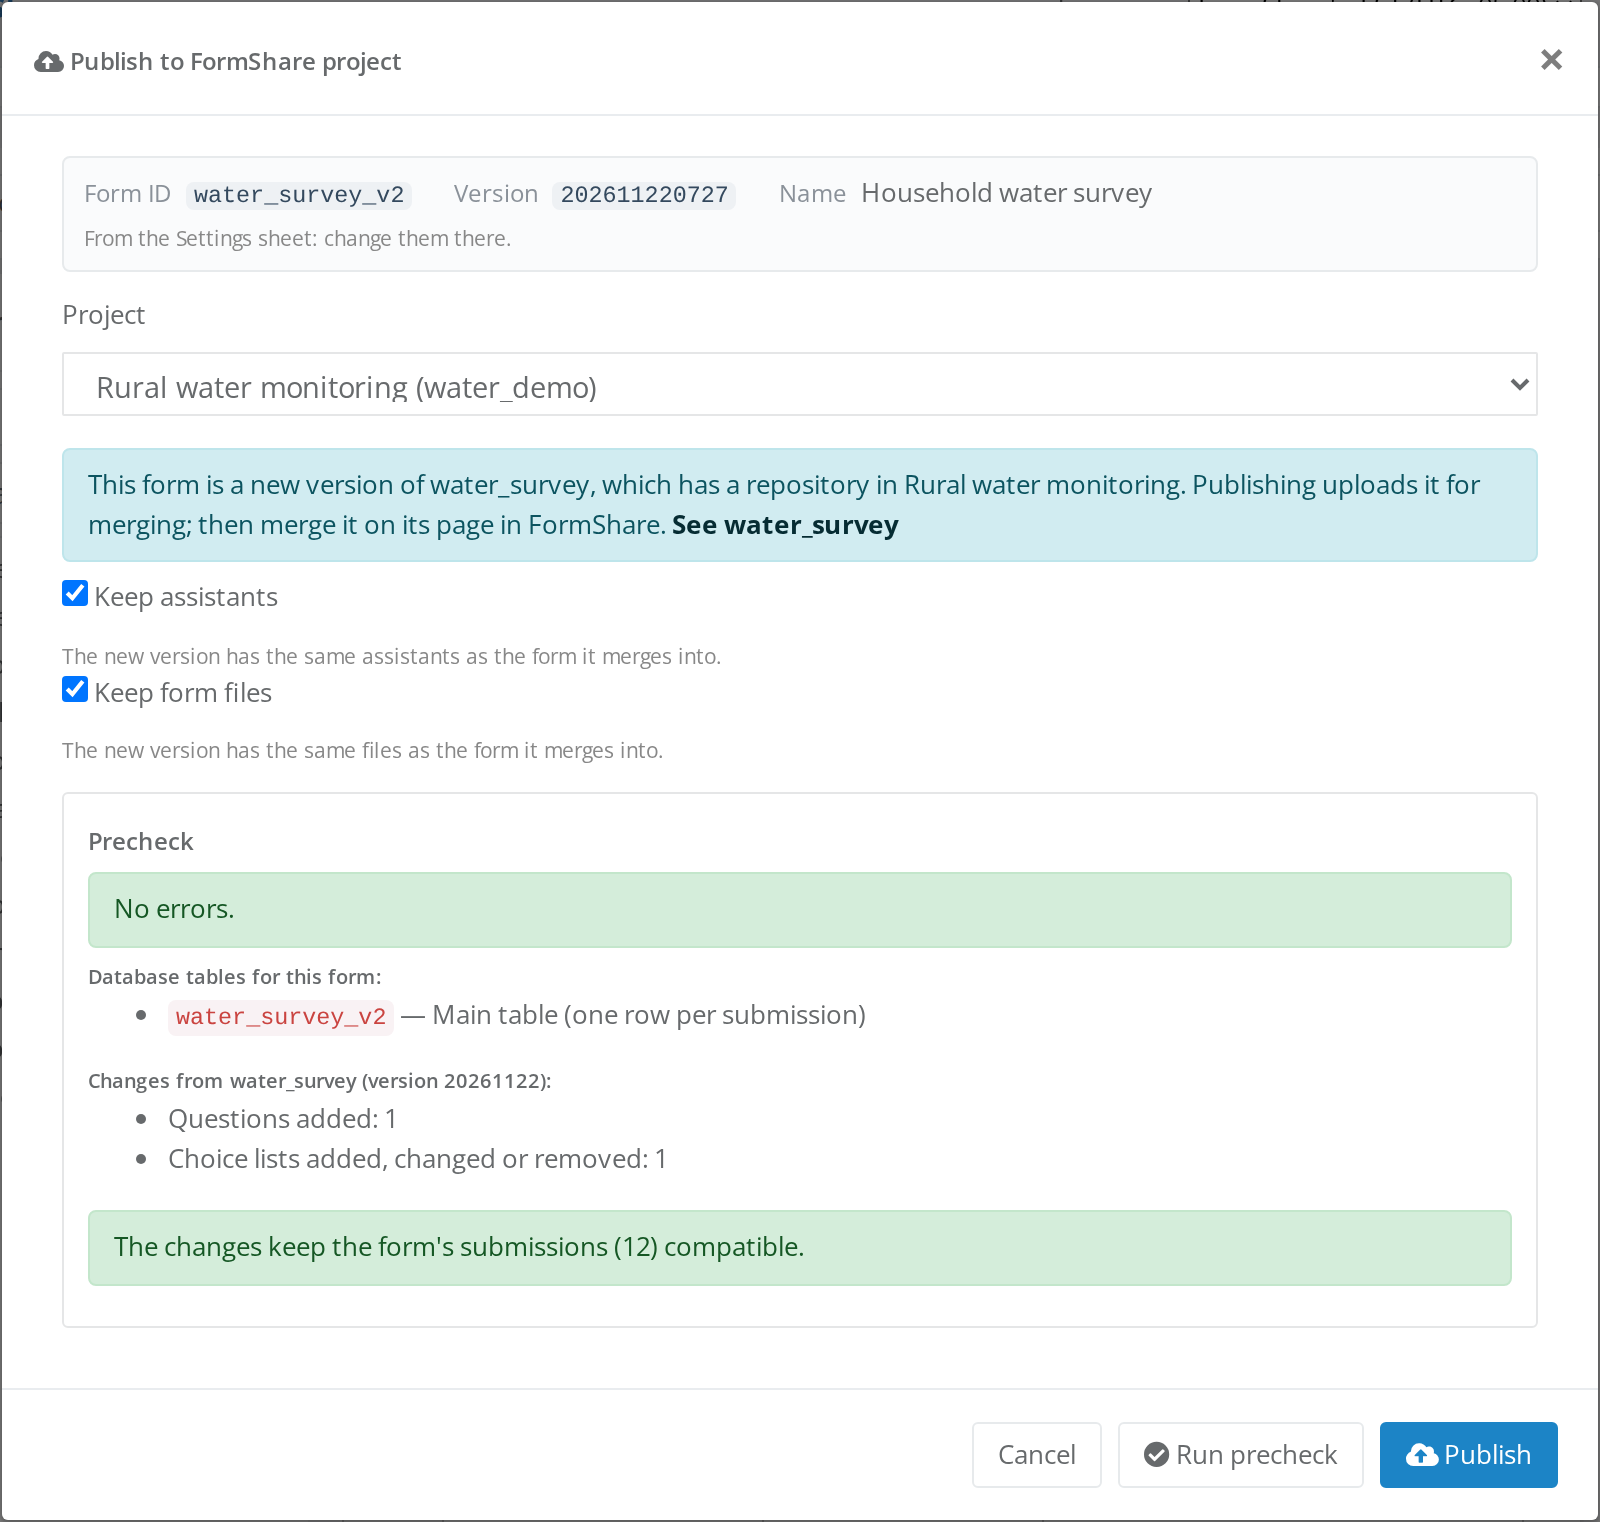 Publish to FormShare project
Form ID water_survey_v2 Version 202611220727 Name Household water survey
From the Settings sheet: change them there.
Project
Rural water monitoring (water_demo)
This form is a new version of water_survey, which has a repository in Rural water monitoring. Publishing uploads it for
merging; then merge it on its page in FormShare. See water_survey
Keep assistants
The new version has the same assistants as the form it merges into.
Keep form files
The new version has the same files as the form it merges into.
Precheck
No errors.
Database tables for this form:
water_survey_v2 — Main table (one row per submission)
Changes from water_survey (version 20261122):
Questions added: 1
Choice lists added, changed or removed: 1
The changes keep the form's submissions (12) compatible.
Cancel
Run precheck
Publish